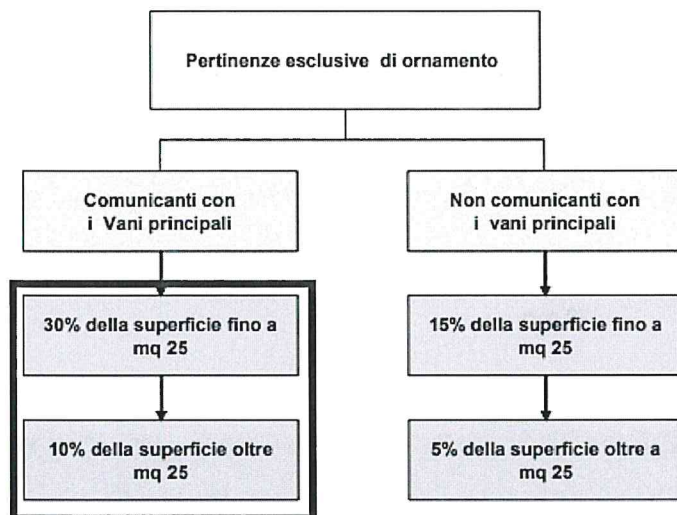 Pertinenze esclusive di ornamento
Comunicanti con
i Vani principali
Non comunicanti con
i vani principali
30% della superficie fino a
mq 25
15% della superficie fino a
mq 25
10% della superficie oltre
mq 25
5% della superficie oltre a
mq 25